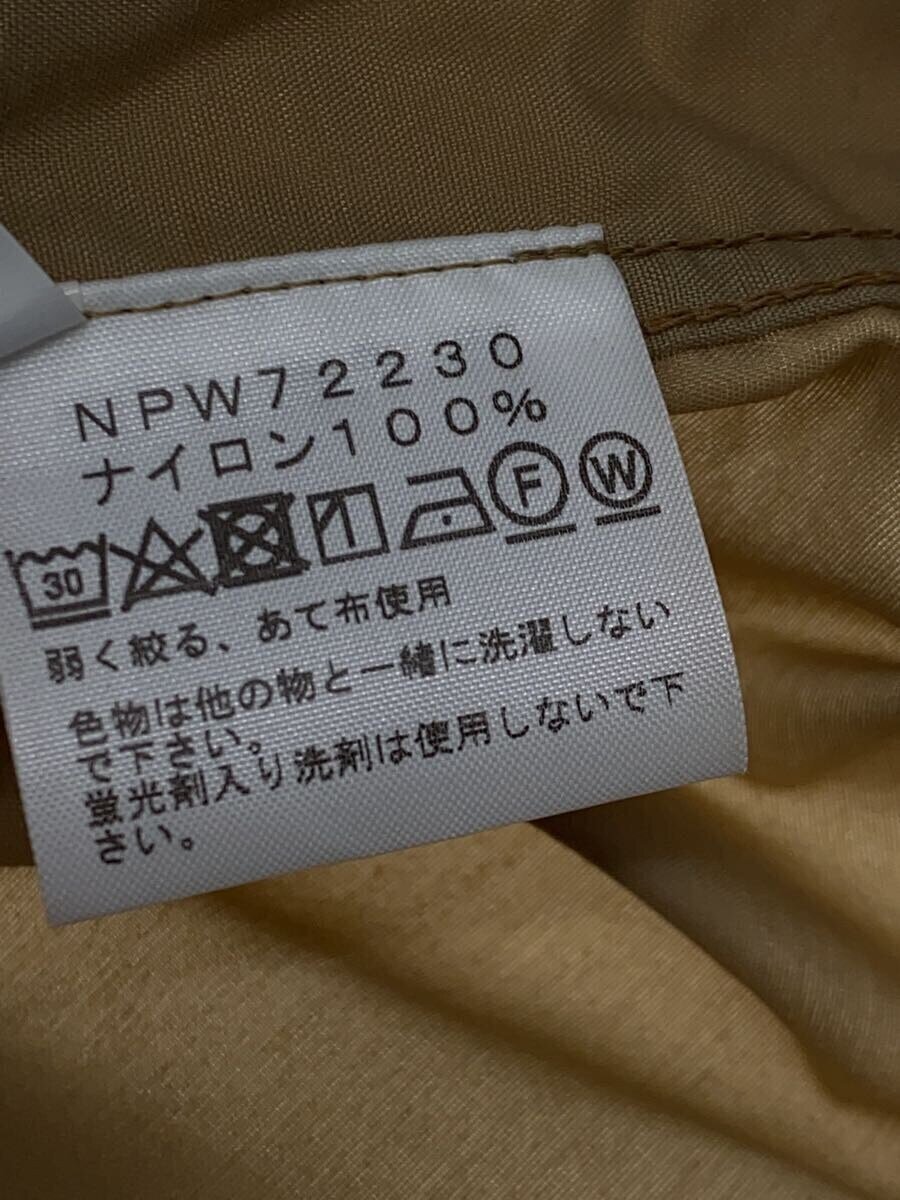 NPW72230
ナイロン100%
30 F W
弱く絞る、あて布使用
色物は他の物と一緒に洗濯しない
で下さい。
蛍光剤入り洗剤は使用しないで下
さい。